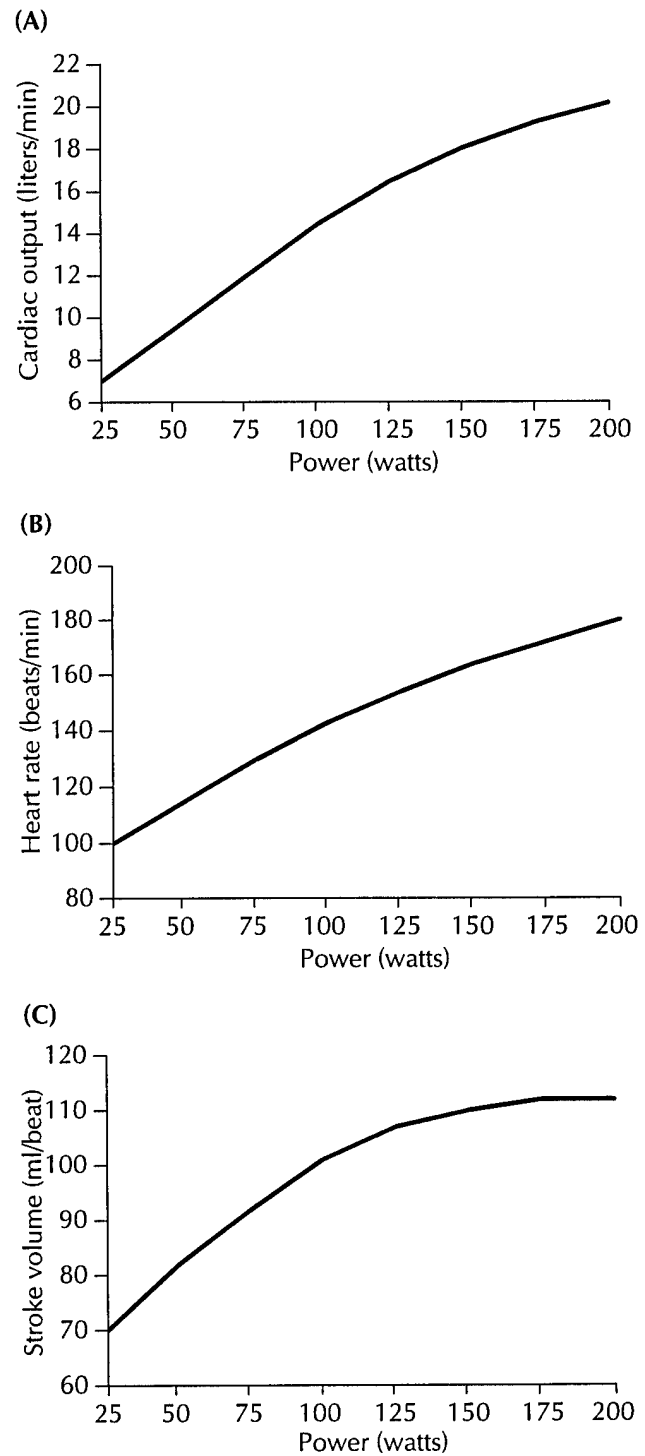 (A)
Cardiac output (liters/min)
22
20
18
16
14
12
10
8
6
25 50 75 100 125 150 175 200
Power (watts)
(B)
Heart rate (beats/min)
200
180
160
140
120
100
80
25 50 75 100 125 150 175 200
Power (watts)
(C)
Stroke volume (ml/beat)
120
110
100
90
80
70
60
25 50 75 100 125 150 175 200
Power (watts)